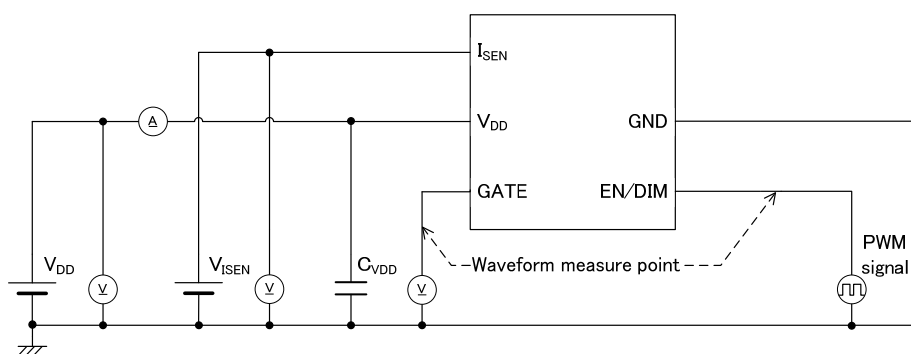 ISEN
VDD
GND
GATE
EN/DIM
A
Waveform measure point
PWM
signal
VDD
V
VISEN
V
CVDD
V